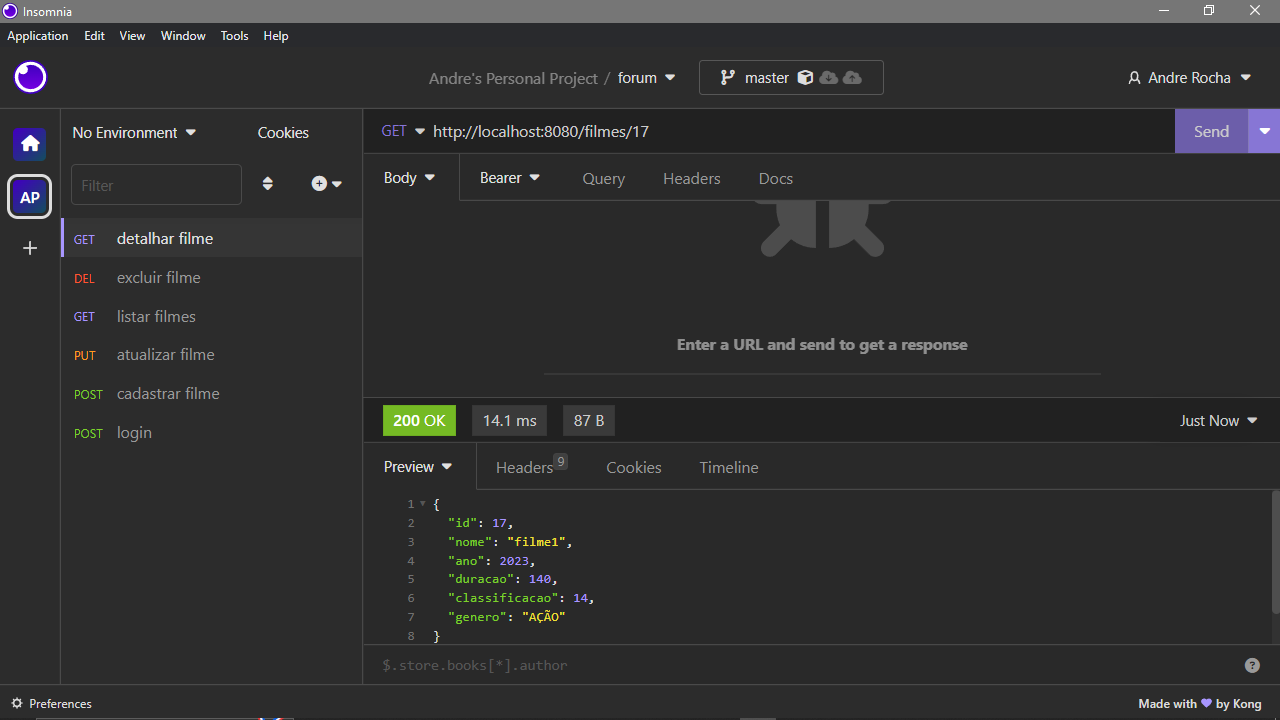 Insomnia
Application Edit View Window Tools Help
Andre's Personal Project / forum master Andre Rocha
No Environment Cookies
GET http://localhost:8080/filmes/17 Send
Filter
AP
Body Bearer Query Headers Docs
GET detalhar filme
DEL excluir filme
GET listar filmes
PUT atualizar filme
POST cadastrar filme
POST login
Enter a URL and send to get a response
200 OK 14.1 ms 87 B Just Now
Preview Headers 9 Cookies Timeline
1 {
2 "id": 17,
3 "nome": "filme1",
4 "ano": 2023,
5 "duracao": 140,
6 "classificacao": 14,
7 "genero": "AÇÃO"
8 }
$.store.books[*].author ?
Preferences
Made with 💜 by Kong